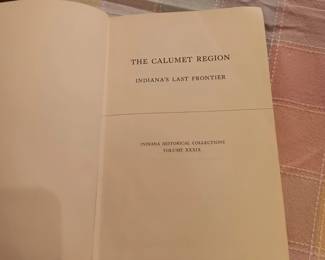 THE CALUMET REGION
INDIANA'S LAST FRONTIER
INDIANA HISTORICAL COLLECTIONS
VOLUME XXXIX